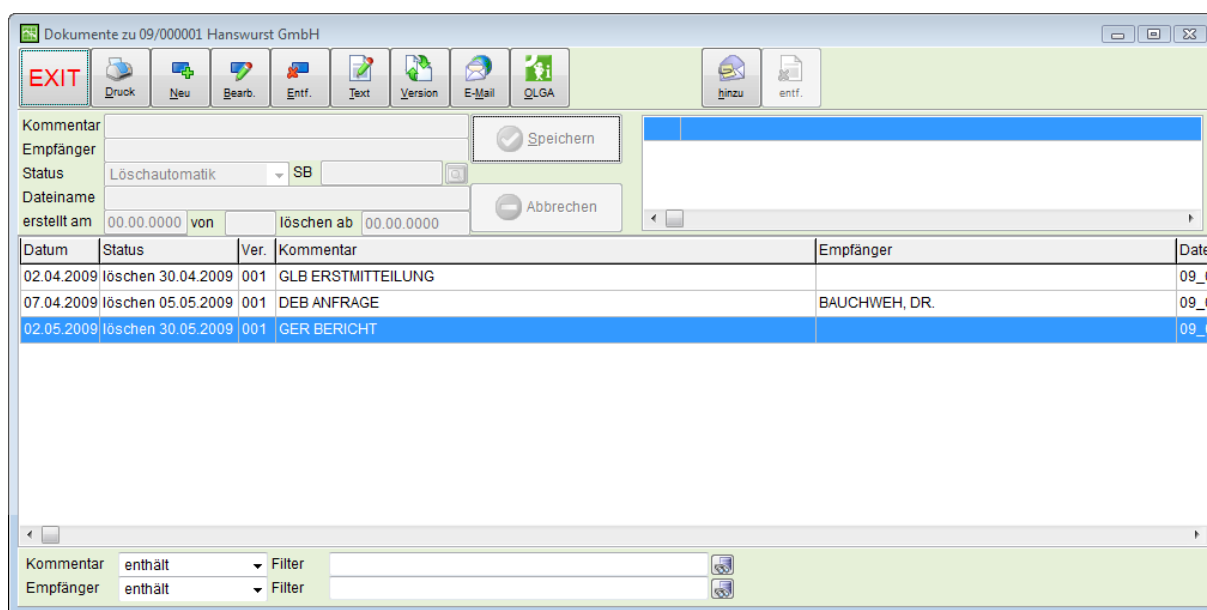 Dokumente zu 09/000001 Hanswurst GmbH
EXIT Druck Neu Bearb. Entf. Text Version E-Mail OLGA hinzu entf.
Kommentar Speichern
Empfänger
Status Löschautomatik SB
Dateiname Abbrechen
erstellt am 00.00.0000 von löschen ab 00.00.0000
Datum Status Ver. Kommentar Empfänger Date
02.04.2009 löschen 30.04.2009 001 GLB ERSTMITTEILUNG 09_
07.04.2009 löschen 05.05.2009 001 DEB ANFRAGE BAUCHWEH, DR. 09_
02.05.2009 löschen 30.05.2009 001 GER BERICHT 09_
Kommentar enthält Filter
Empfänger enthält Filter